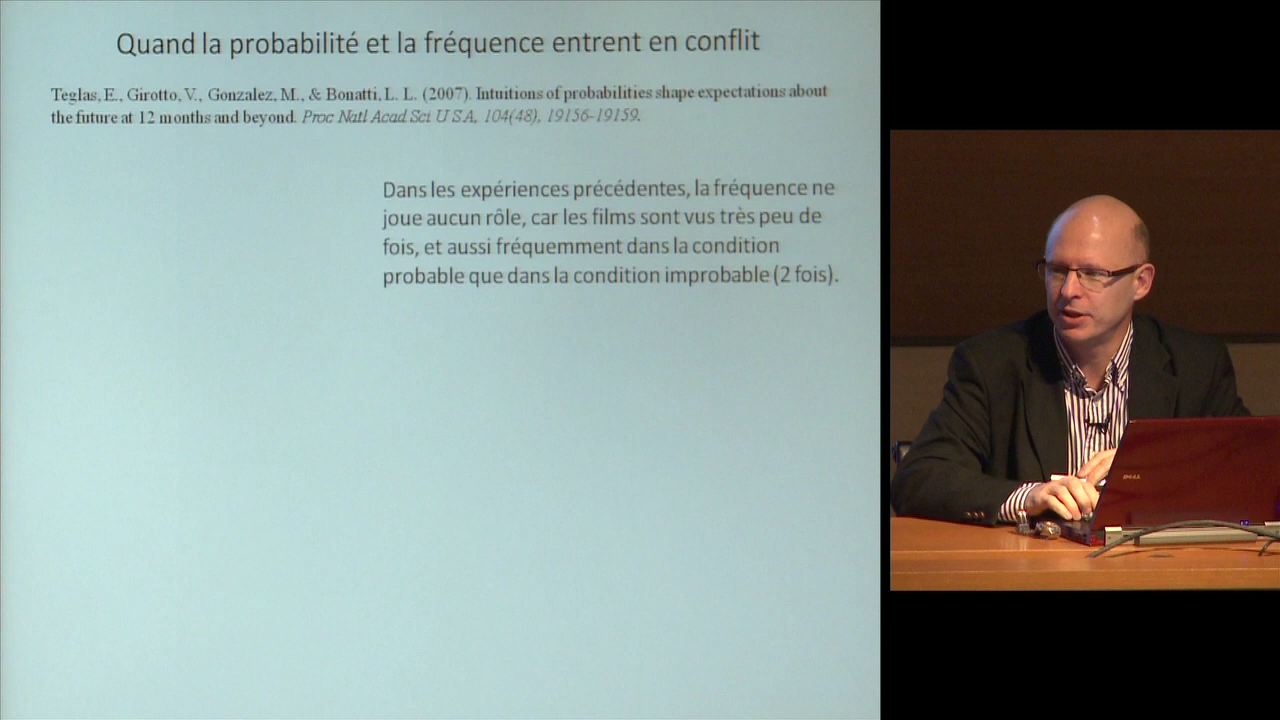 Quand la probabilité et la fréquence entrent en conflit
Teglas, E., Girotto, V., Gonzalez, M., & Bonatti, L. L. (2007). Intuitions of probabilities shape expectations about
the future at 12 months and beyond. Proc Natl Acad Sci U S A, 104(48), 19156-19159.
Dans les expériences précédentes, la fréquence ne
joue aucun rôle, car les films sont vus très peu de
fois, et aussi fréquemment dans la condition
probable que dans la condition improbable (2 fois).
DELL